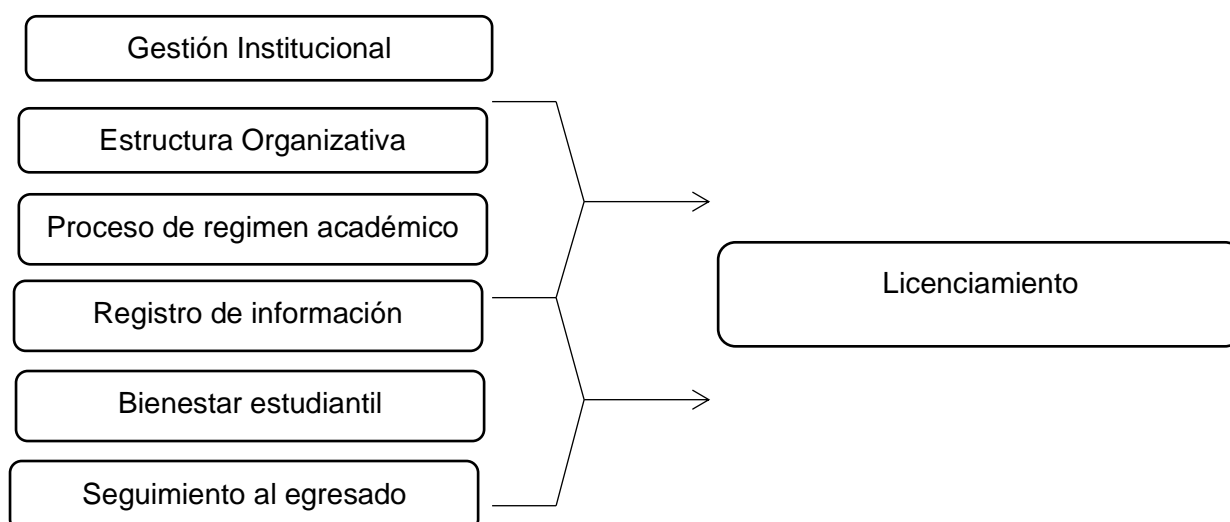 Gestión Institucional
Estructura Organizativa
Proceso de regimen académico
Registro de información
Bienestar estudiantil
Seguimiento al egresado
Licenciamiento